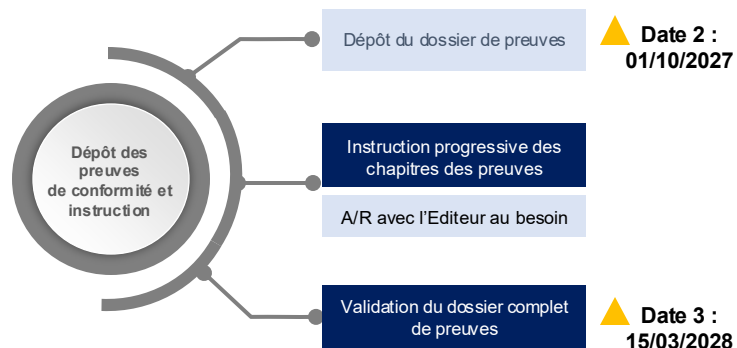 Dépôt du dossier de preuves
Date 2 :
01/10/2027
Dépôt des
preuves
de conformité et
instruction
Instruction progressive des
chapitres des preuves
A/R avec l'Editeur au besoin
Validation du dossier complet
de preuves
Date 3 :
15/03/2028